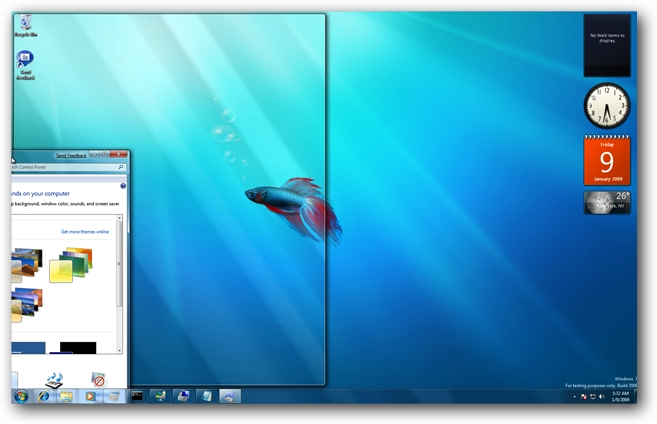 Recycle Bin
Send
Feedback
No feed items to
display.
Send Feedback
rch Control Panel
nds on your computer
p background, window color, sounds, and screen saver
Get more themes online
Friday
9
January 2009
26°
New York, NY
Windows 7
For testing purposes only. Build 7000
5:32 AM
1/9/2009